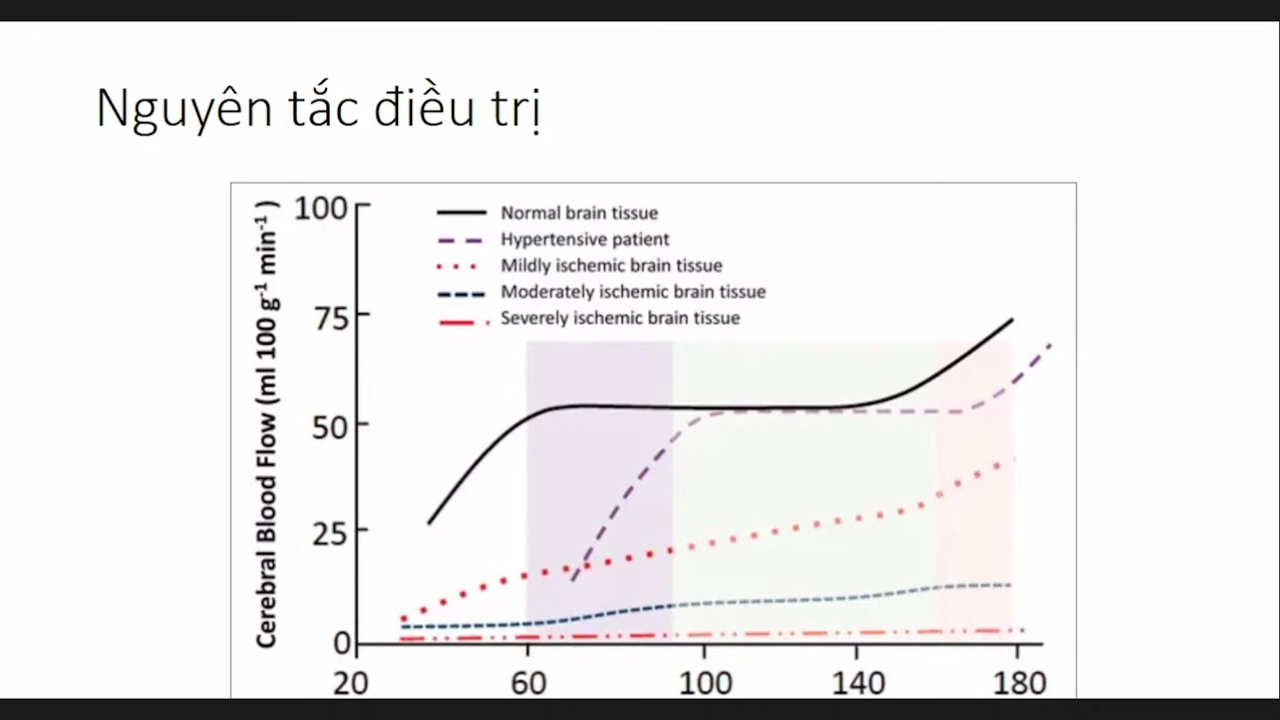 Nguyên tắc điều trị
Cerebral Blood Flow (ml 100 g-1 min-1 )
100
75
50
25
0
Normal brain tissue
Hypertensive patient
Mildly ischemic brain tissue
Moderately ischemic brain tissue
Severely ischemic brain tissue
20 60 100 140 180